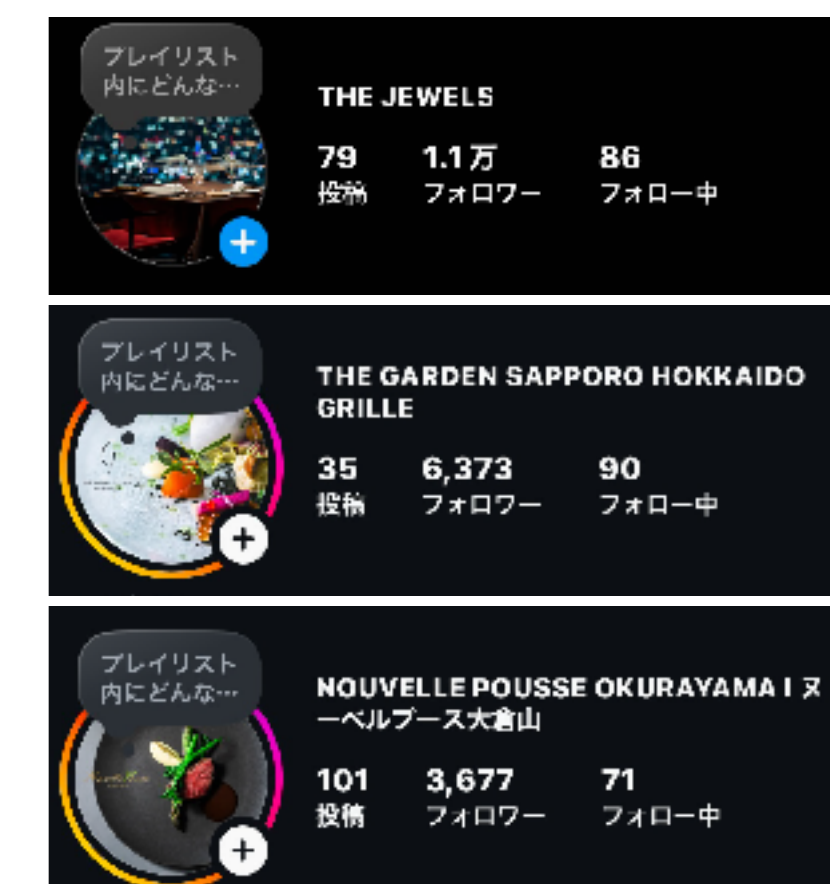 プレイリスト
内にどんな…
THE JEWELS
79 1.1万 86
投稿 フォロワー フォロー中
プレイリスト
内にどんな…
THE GARDEN SAPPORO HOKKAIDO
GRILLE
35 6,373 90
投稿 フォロワー フォロー中
プレイリスト
内にどんな…
NOUVELLE POUSSE OKURAYAMA I ヌ
ーベルプース大倉山
101 3,677 71
投稿 フォロワー フォロー中